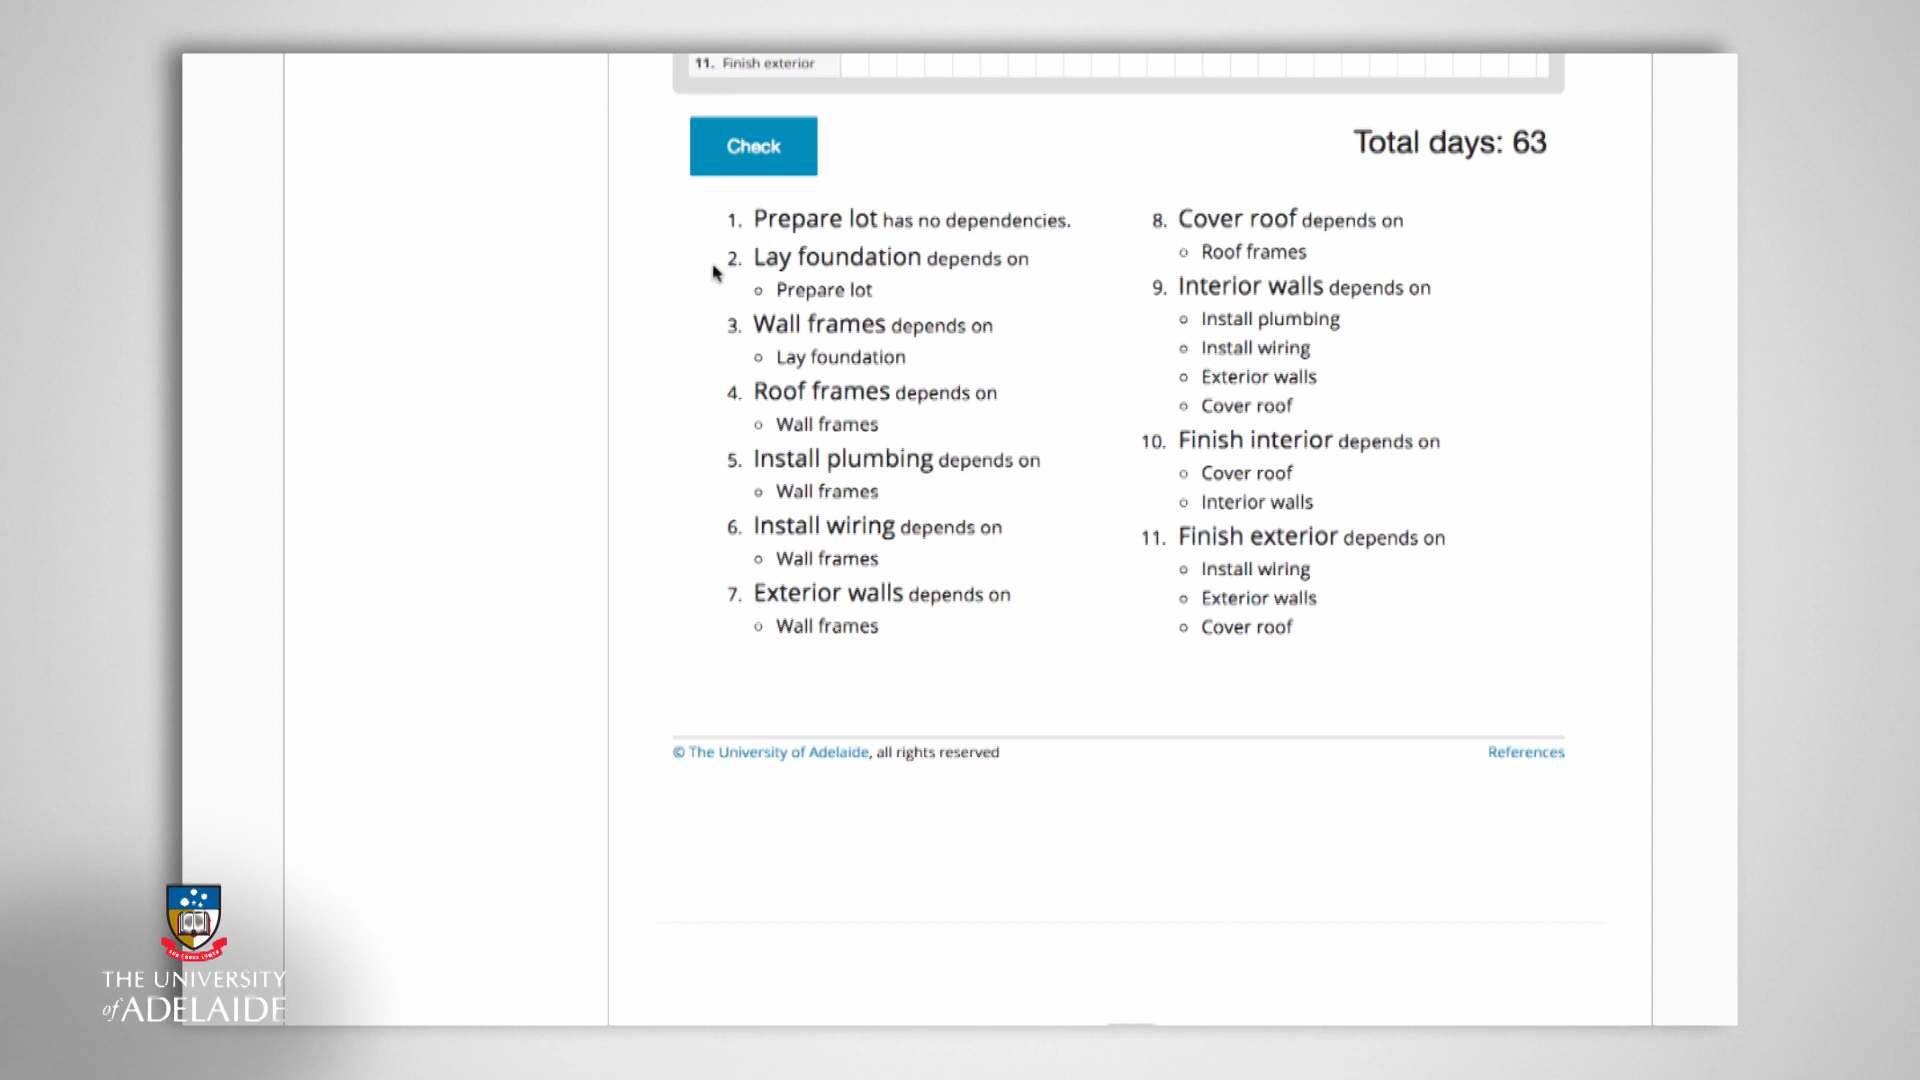 11. Finish exterior
Check
Total days: 63
1. Prepare lot has no dependencies.
2. Lay foundation depends on
Prepare lot
3. Wall frames depends on
Lay foundation
4. Roof frames depends on
Wall frames
5. Install plumbing depends on
Wall frames
6. Install wiring depends on
Wall frames
7. Exterior walls depends on
Wall frames
8. Cover roof depends on
Roof frames
9. Interior walls depends on
Install plumbing
Install wiring
Exterior walls
Cover roof
10. Finish interior depends on
Cover roof
Interior walls
11. Finish exterior depends on
Install wiring
Exterior walls
Cover roof
© The University of Adelaide, all rights reserved
References
THE UNIVERSITY
of ADELAIDE